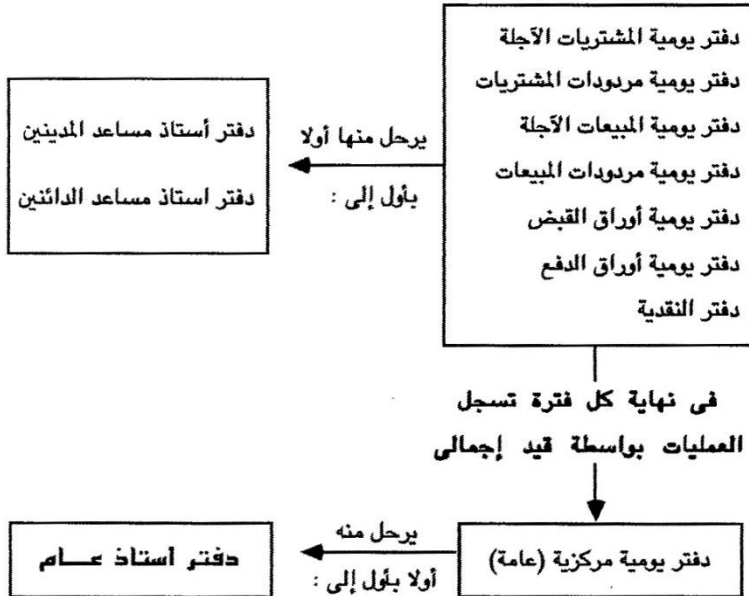 دفتر يومية المشتريات الآجلة
دفتر يومية مردودات المشتريات
دفتر يومية المبيعات الآجلة
دفتر يومية مردودات المبيعات
دفتر يومية أوراق القبض
دفتر يومية أوراق الدفع
دفتر النقدية
يرحل منها أولا
بأول إلى :
دفتر أستاذ مساعد المدينين
دفتر استاذ مساعد الدائنين
فى نهاية كل فترة تسجل
العمليات بواسطة قيد إجمالى
دفتر يومية مركزية (عامة)
يرحل منه
أولا بأول إلى :
دفتر استاذ عـــام